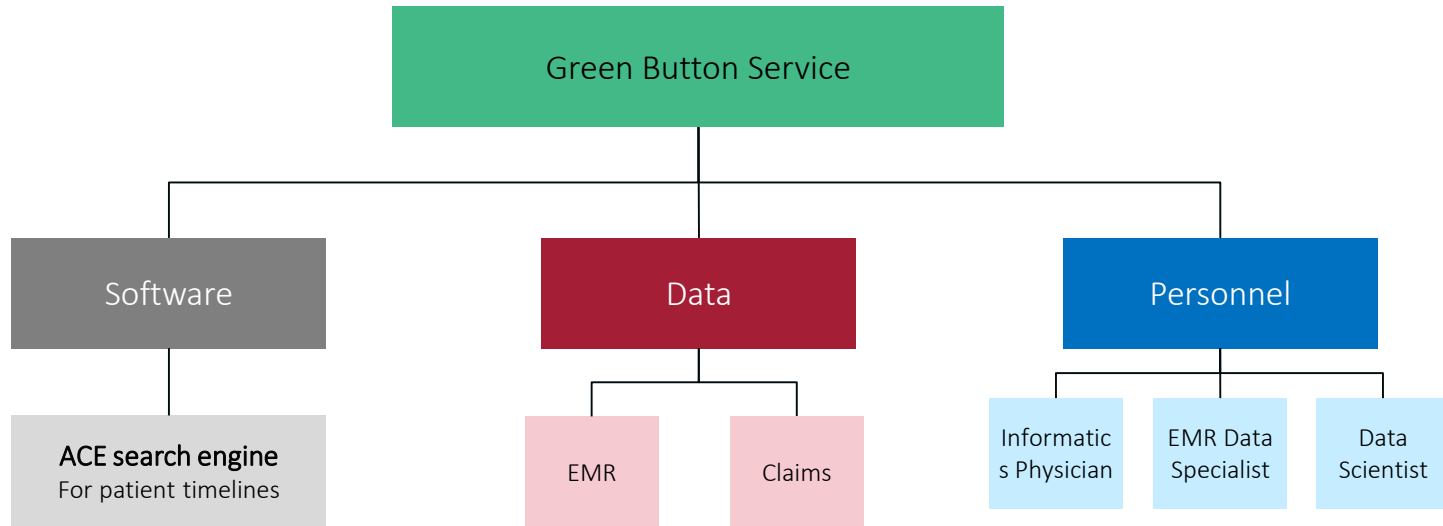 Green Button Service
Software
Data
Personnel
ACE search engine
For patient timelines
EMR
Claims
Informatic
s Physician
EMR Data
Specialist
Data
Scientist